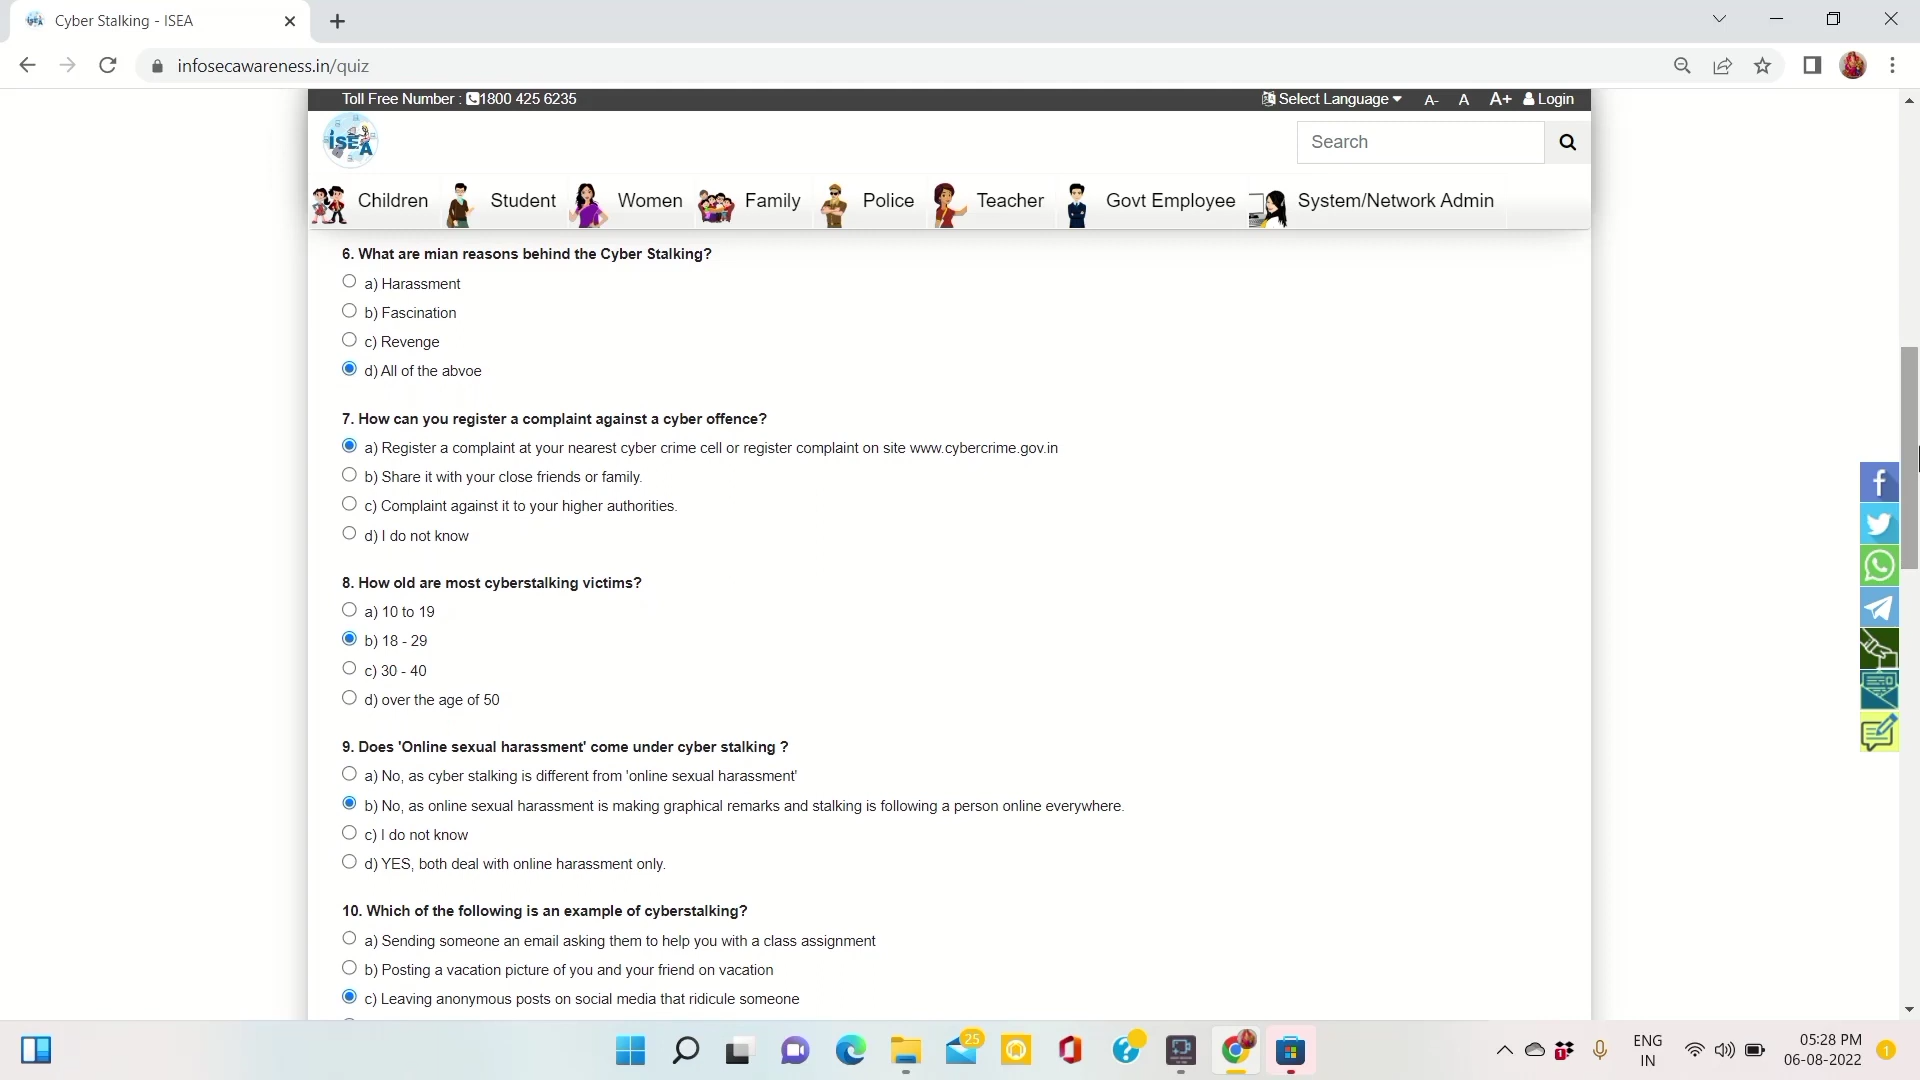 Cyber Stalking - ISEA
infosecawareness.in/quiz
Toll Free Number : 1800 425 6235
Select Language
A-
A
A+
Login
ISEA
Search
Children
Student
Women
Family
Police
Teacher
Govt Employee
System/Network Admin
6. What are mian reasons behind the Cyber Stalking?
a) Harassment
b) Fascination
c) Revenge
d) All of the abvoe
7. How can you register a complaint against a cyber offence?
a) Register a complaint at your nearest cyber crime cell or register complaint on site www.cybercrime.gov.in
b) Share it with your close friends or family.
c) Complaint against it to your higher authorities.
d) I do not know
8. How old are most cyberstalking victims?
a) 10 to 19
b) 18 - 29
c) 30 - 40
d) over the age of 50
9. Does 'Online sexual harassment' come under cyber stalking ?
a) No, as cyber stalking is different from 'online sexual harassment'
b) No, as online sexual harassment is making graphical remarks and stalking is following a person online everywhere.
c) I do not know
d) YES, both deal with online harassment only.
10. Which of the following is an example of cyberstalking?
a) Sending someone an email asking them to help you with a class assignment
b) Posting a vacation picture of you and your friend on vacation
c) Leaving anonymous posts on social media that ridicule someone
25
1
ENG
IN
05:28 PM
06-08-2022
1